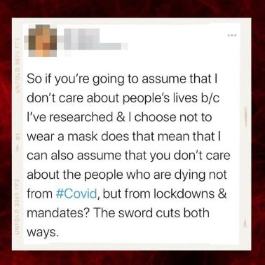 So if you're going to assume that I
don't care about people's lives b/c
I've researched & I choose not to
wear a mask does that mean that I
can also assume that you don't care
about the people who are dying not
from #Covid, but from lockdowns &
mandates? The sword cuts both
ways.